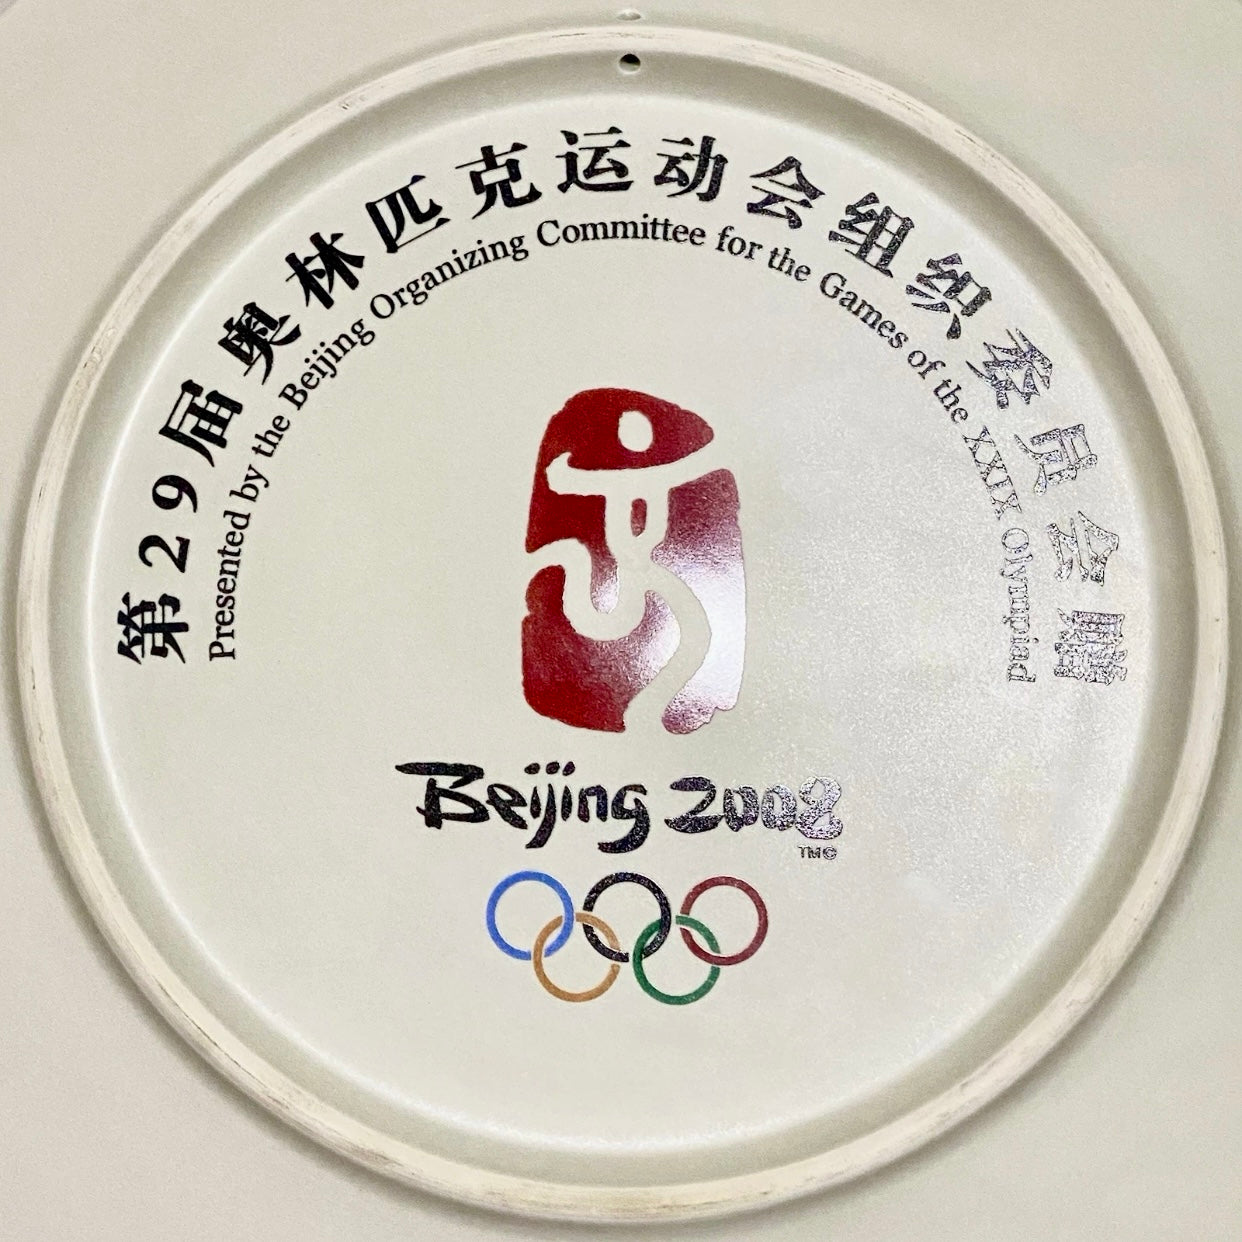 第29届奥林匹克运动会组织委员会赠
Presented by the Beijing Organizing Committee for the Games of the XXIX Olympiad
Beijing 2008
TM©